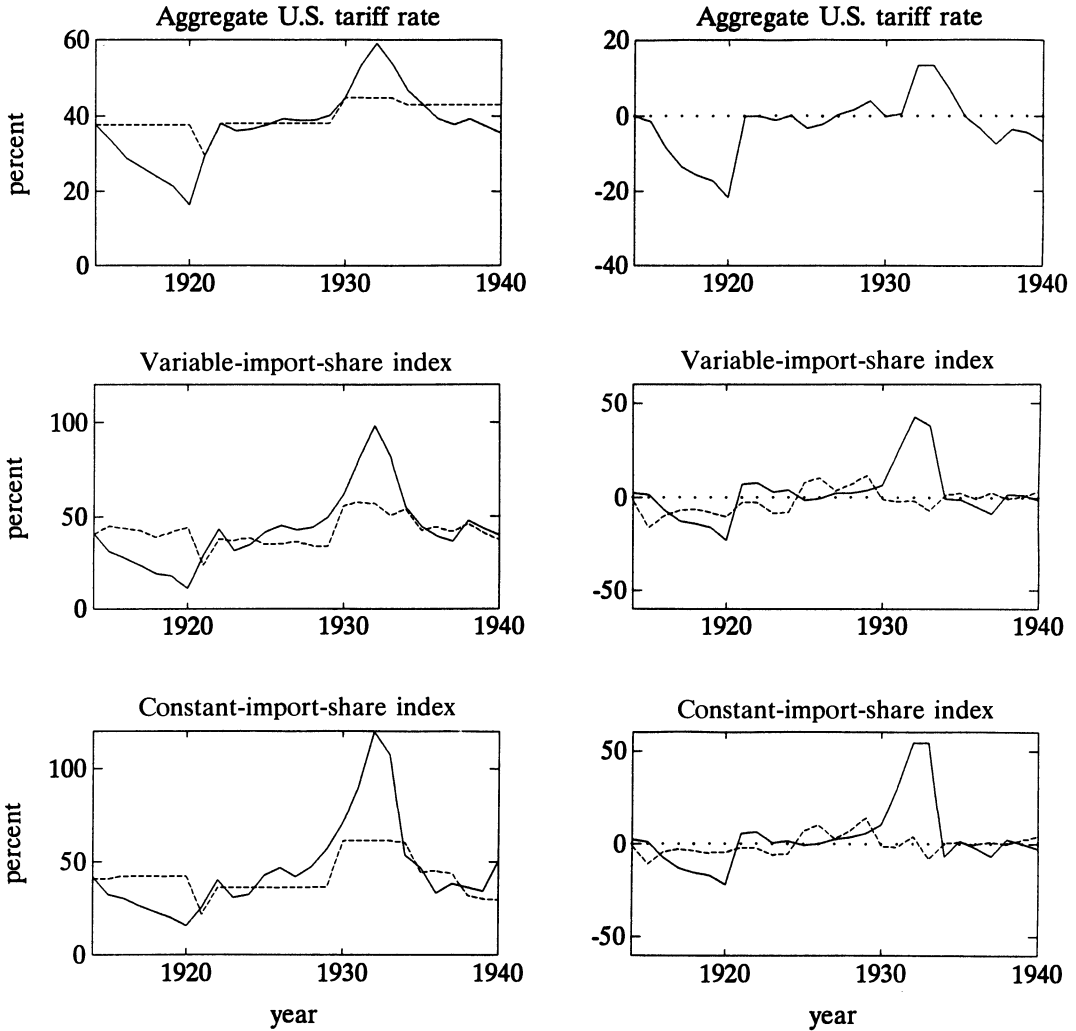 Aggregate U.S. tariff rate
percent
60
40
20
0
1920 1930 1940
Aggregate U.S. tariff rate
20
0
-20
-40
1920 1930 1940
Variable-import-share index
percent
100
50
0
1920 1930 1940
Variable-import-share index
50
0
-50
1920 1930 1940
Constant-import-share index
percent
100
50
0
1920 1930 1940
year
Constant-import-share index
50
0
-50
1920 1930 1940
year